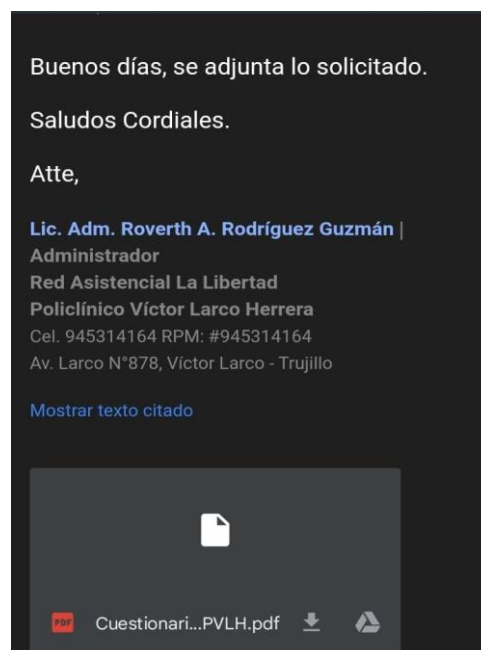 Buenos días, se adjunta lo solicitado.
Saludos Cordiales.
Atte,
Lic. Adm. Roverth A. Rodríguez Guzmán |
Administrador
Red Asistencial La Libertad
Policlínico Víctor Larco Herrera
Cel. 945314164 RPM: #945314164
Av. Larco N°878, Víctor Larco - Trujillo
Mostrar texto citado
PDF Cuestionari...PVLH.pdf